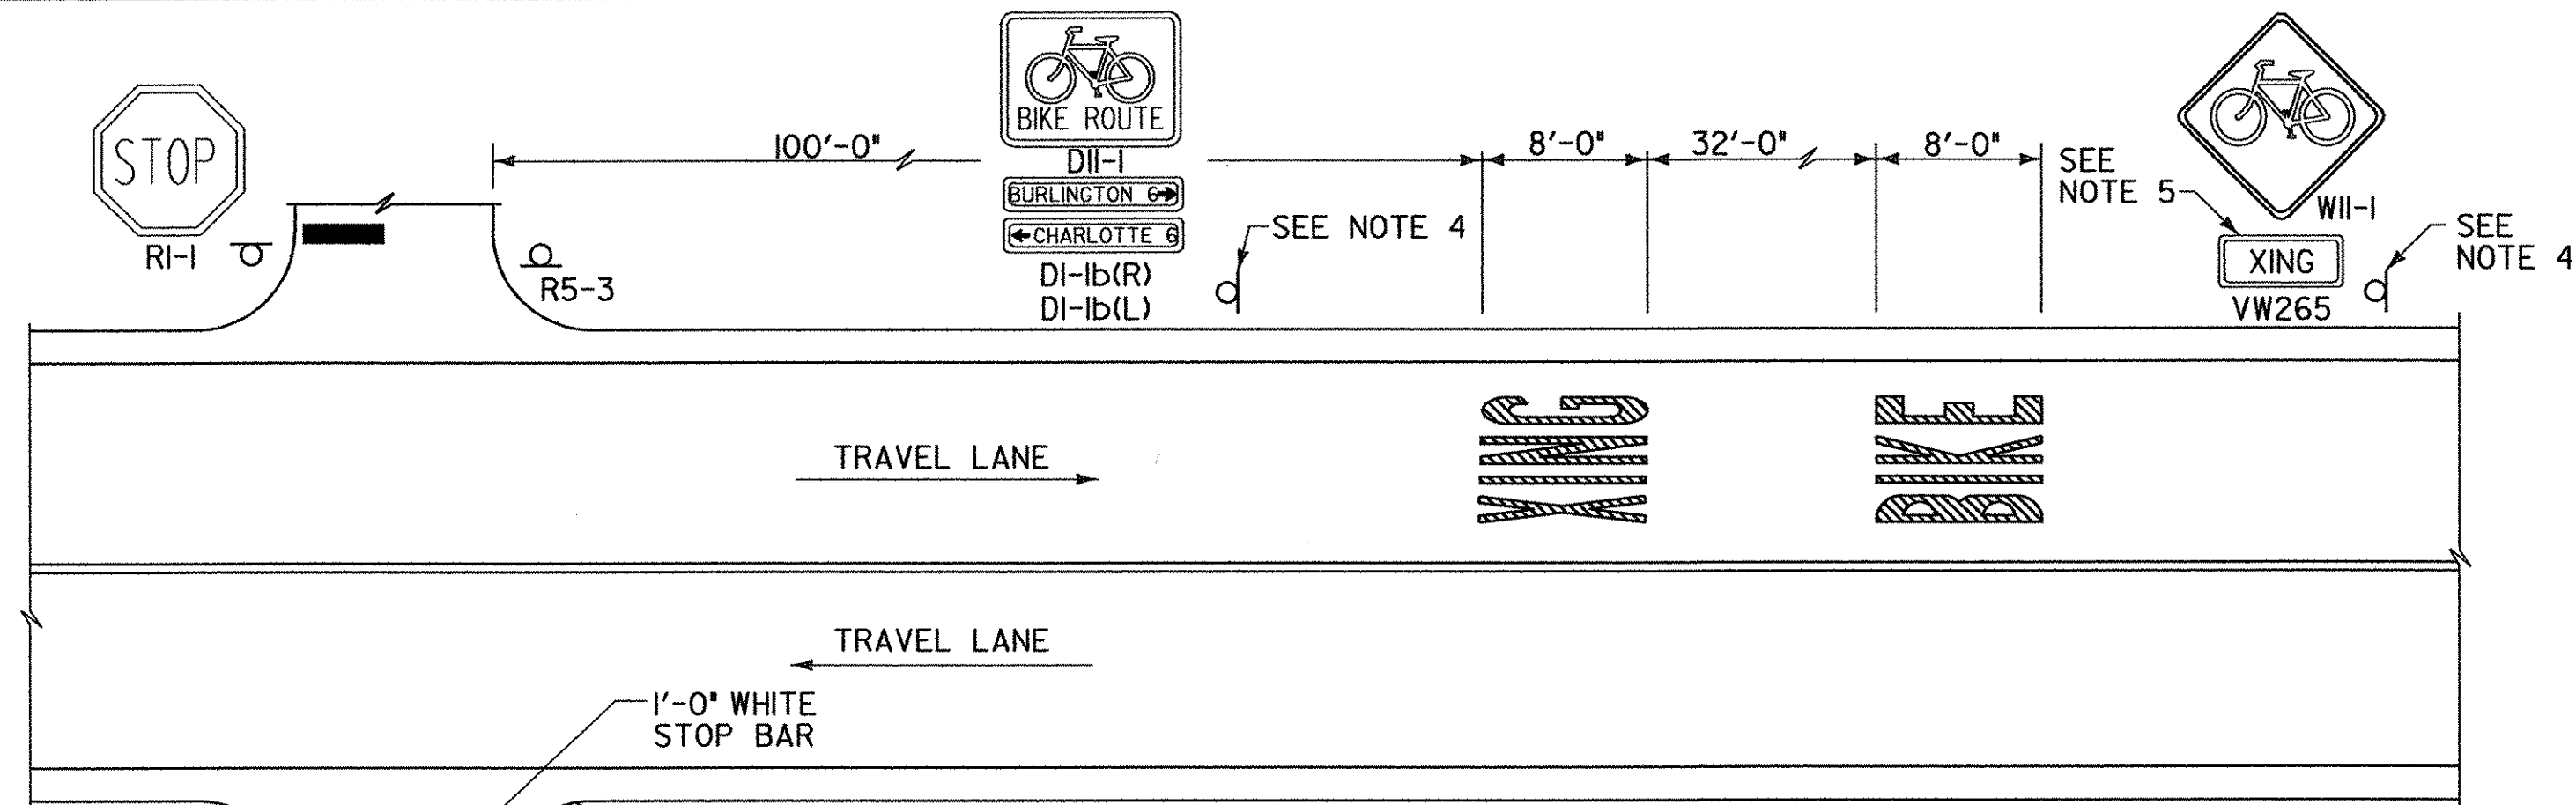 STOP
R1-1
R5-3
100'-0"
BIKE ROUTE
D11-1
BURLINGTON 6→
←CHARLOTTE 6
D1-1b(R)
D1-1b(L)
SEE NOTE 4
8'-0"
32'-0"
8'-0"
SEE
NOTE 5
W11-1
XING
VW265
SEE
NOTE 4
TRAVEL LANE
XING
BIKE
TRAVEL LANE
1'-0" WHITE
STOP BAR